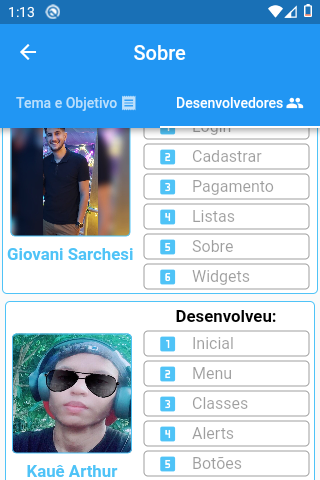 1:13
Sobre
Tema e Objetivo
Desenvolvedores
1 Login
2 Cadastrar
3 Pagamento
4 Listas
5 Sobre
6 Widgets
Giovani Sarchesi
Desenvolveu:
1 Inicial
2 Menu
3 Classes
4 Alerts
5 Botões
Kauê Arthur